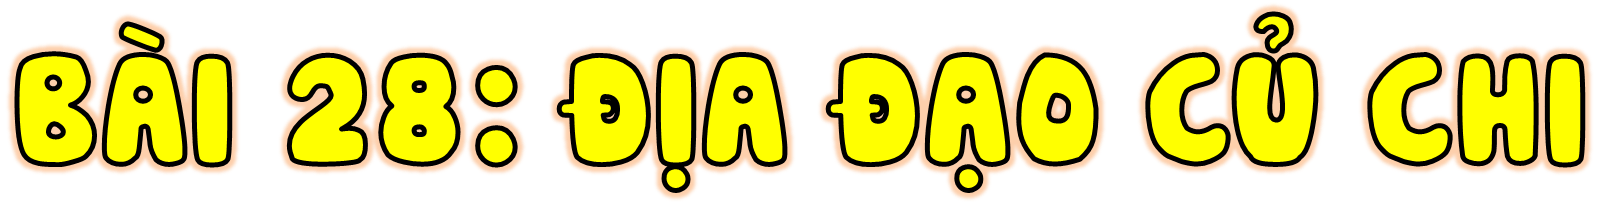 BÀI 28: ĐỊA ĐẠO CỦ CHI